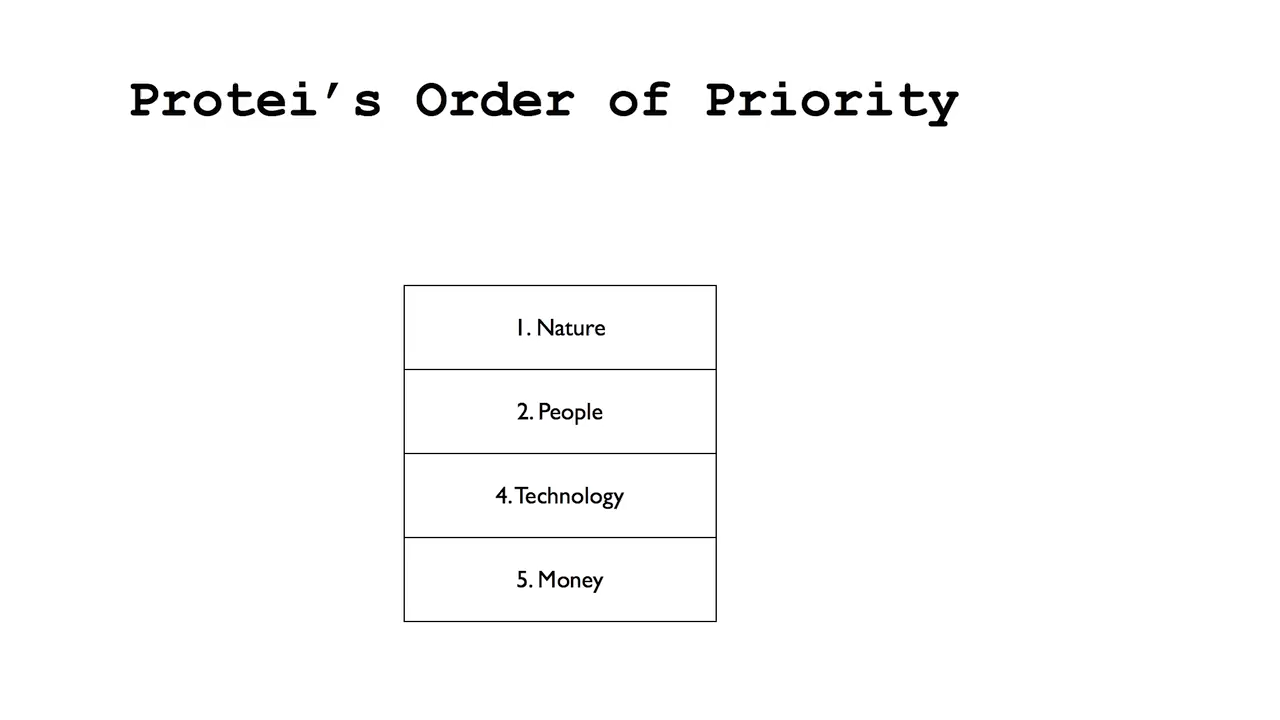 Protei’s Order of Priority
1. Nature
2. People
4. Technology
5. Money